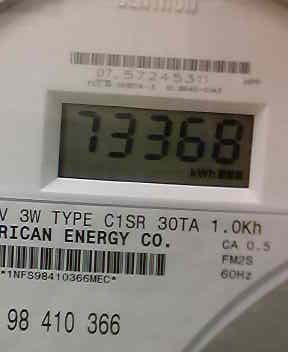 CENTRON
07.5724530
73368
kWh
V 3W TYPE C1SR 30TA 1.0Kh
RICAN ENERGY CO.
CA 0.5
FM2S
60Hz
*1NFS98410366MEC*
98 410 366